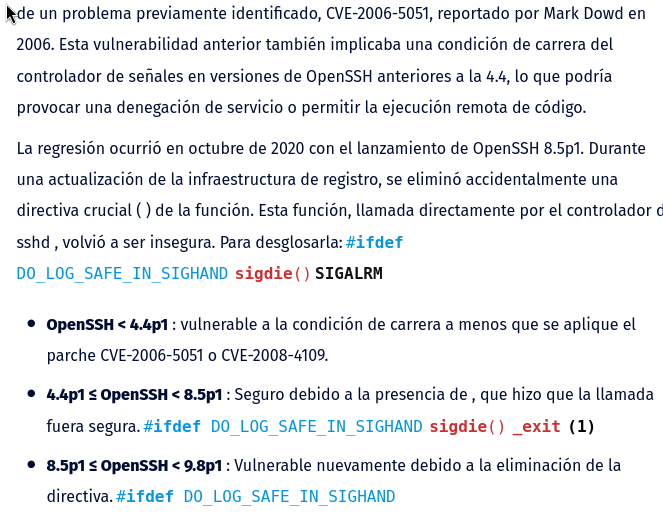 de un problema previamente identificado, CVE-2006-5051, reportado por Mark Dowd en
2006. Esta vulnerabilidad anterior también implicaba una condición de carrera del
controlador de señales en versiones de OpenSSH anteriores a la 4.4, lo que podría
provocar una denegación de servicio o permitir la ejecución remota de código.
La regresión ocurrió en octubre de 2020 con el lanzamiento de OpenSSH 8.5p1. Durante
una actualización de la infraestructura de registro, se eliminó accidentalmente una
directiva crucial ( ) de la función. Esta función, llamada directamente por el controlador d
sshd , volvió a ser insegura. Para desglosarla: #ifdef
DO_LOG_SAFE_IN_SIGHAND sigdie() SIGALRM
• OpenSSH < 4.4p1 : vulnerable a la condición de carrera a menos que se aplique el
parche CVE-2006-5051 o CVE-2008-4109.
• 4.4p1 ≤ OpenSSH < 8.5p1 : Seguro debido a la presencia de , que hizo que la llamada
fuera segura. #ifdef DO_LOG_SAFE_IN_SIGHAND sigdie() _exit (1)
• 8.5p1 ≤ OpenSSH < 9.8p1 : Vulnerable nuevamente debido a la eliminación de la
directiva. #ifdef DO_LOG_SAFE_IN_SIGHAND